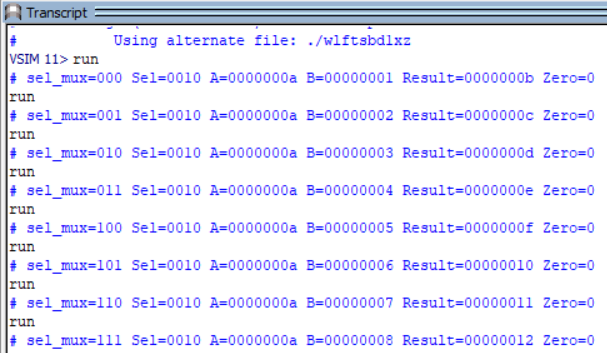 Transcript
# Using alternate file: ./wlftsbdlxz
VSIM 11> run
# sel_mux=000 Sel=0010 A=0000000a B=00000001 Result=0000000b Zero=0
run
# sel_mux=001 Sel=0010 A=0000000a B=00000002 Result=0000000c Zero=0
run
# sel_mux=010 Sel=0010 A=0000000a B=00000003 Result=0000000d Zero=0
run
# sel_mux=011 Sel=0010 A=0000000a B=00000004 Result=0000000e Zero=0
run
# sel_mux=100 Sel=0010 A=0000000a B=00000005 Result=0000000f Zero=0
run
# sel_mux=101 Sel=0010 A=0000000a B=00000006 Result=00000010 Zero=0
run
# sel_mux=110 Sel=0010 A=0000000a B=00000007 Result=00000011 Zero=0
run
# sel_mux=111 Sel=0010 A=0000000a B=00000008 Result=00000012 Zero=0